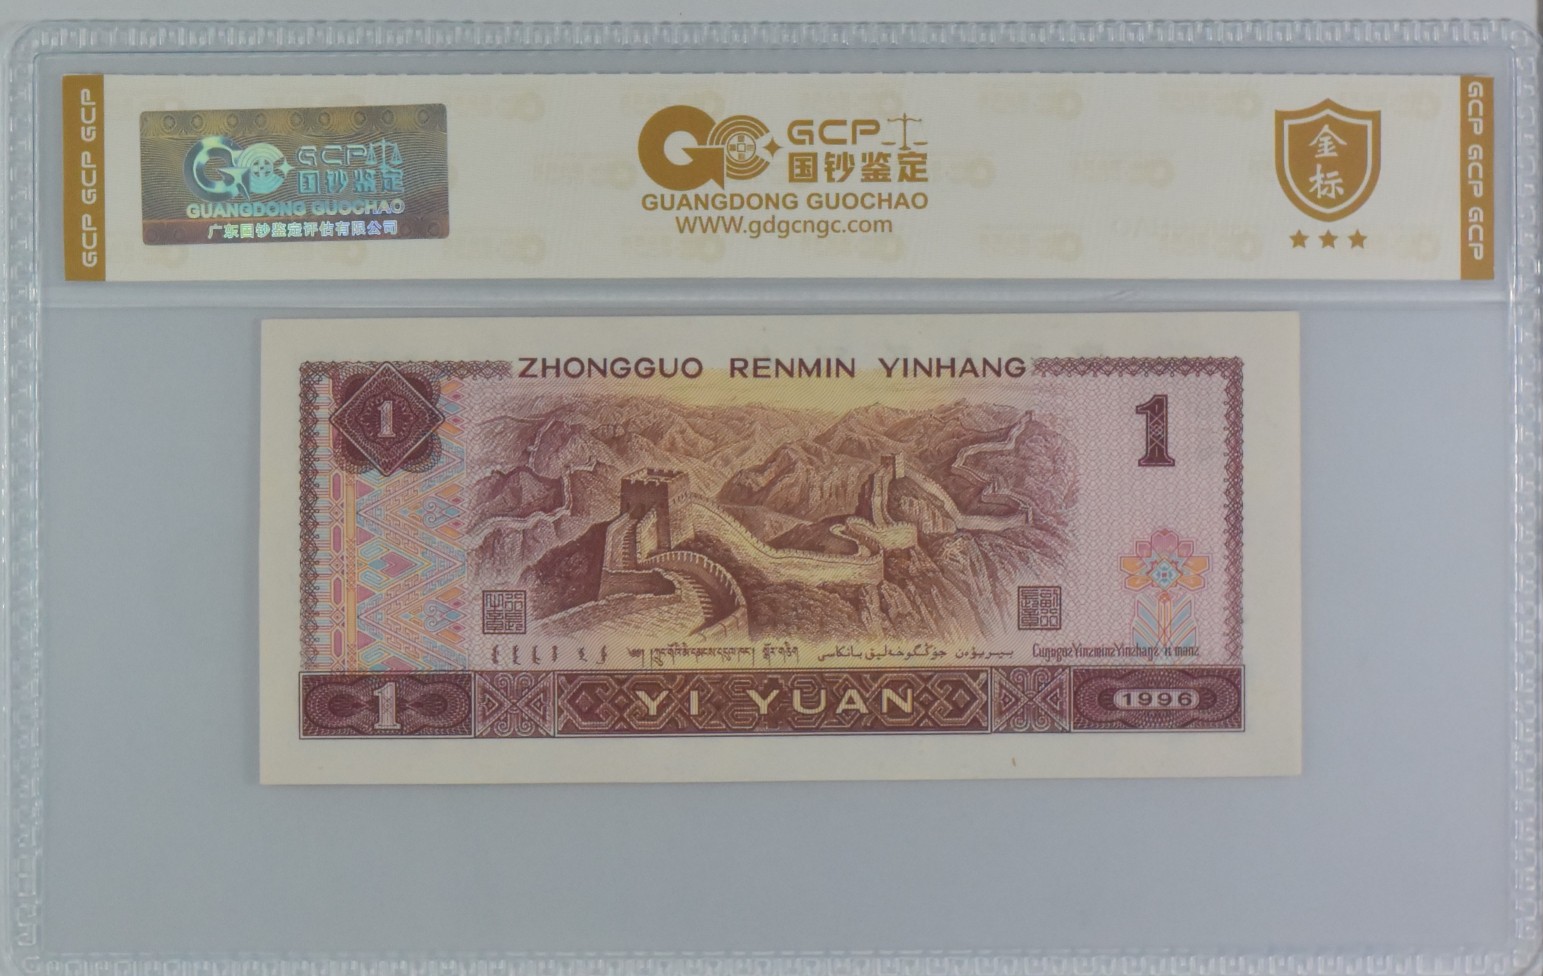 GCP GCP GCP
GCP
国钞鉴定
GUANGDONG GUOCHAO
广东国钞鉴定评估有限公司
GCP
国钞鉴定
GUANGDONG GUOCHAO
WWW.gdgcngc.com
金标
GCP GCP GCP
ZHONGGUO RENMIN YINHANG
1
1
1
YI YUAN
1996